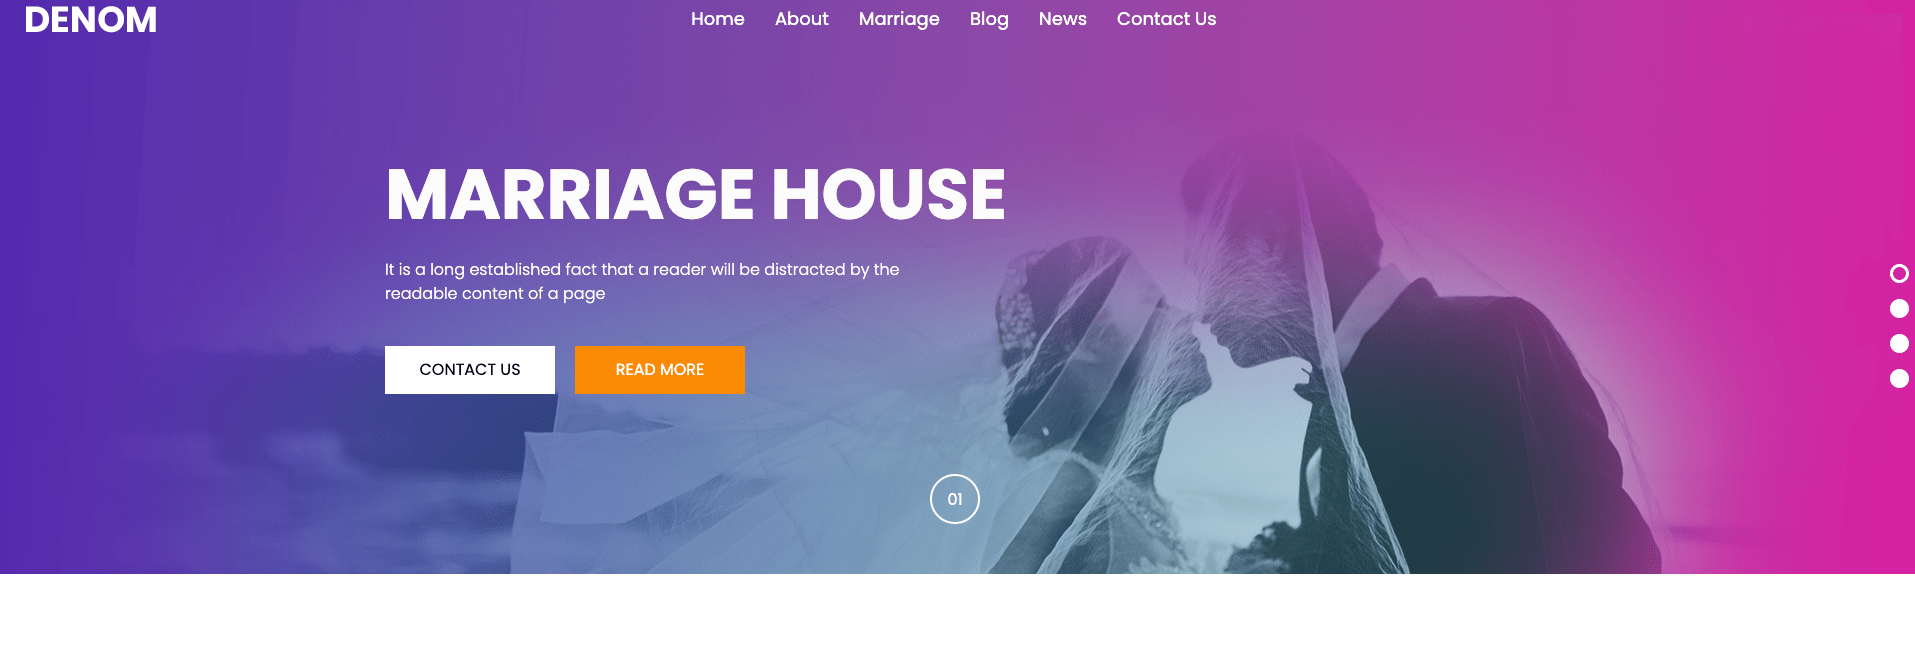 DENOM
Home About Marriage Blog News Contact Us
MARRIAGE HOUSE
It is a long established fact that a reader will be distracted by the
readable content of a page
CONTACT US READ MORE
01